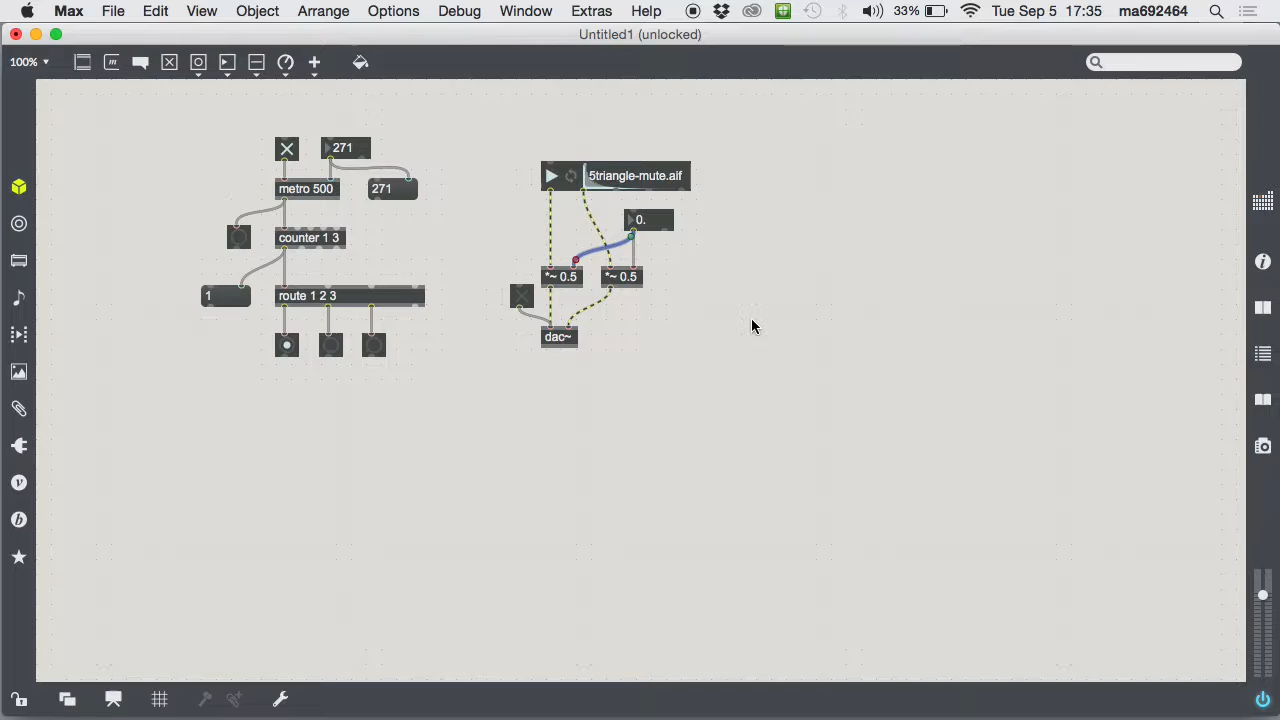 Max File Edit View Object Arrange Options Debug Window Extras Help 33% Tue Sep 5 17:35 ma692464
Untitled1 (unlocked)
100%
271
metro 500
271
counter 1 3
1
route 1 2 3
5triangle-mute.aif
0.
*~ 0.5
*~ 0.5
dac~